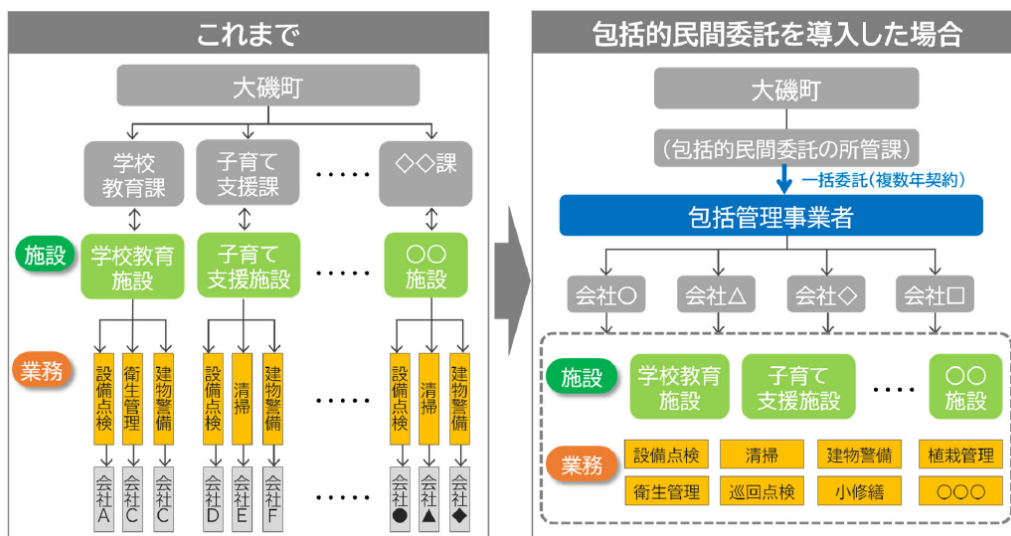 これまで
大磯町
学校
教育課
子育て
支援課
・・・・・
◇◇課
施設
学校教育
施設
子育て
支援施設
・・・・・
○○
施設
業務
設備点検
衛生管理
建物警備
設備点検
清掃
建物警備
・・・・・
設備点検
清掃
建物警備
会社A
会社C
会社C
会社D
会社E
会社F
・・・・・
会社●
会社▲
会社◆
包括的民間委託を導入した場合
大磯町
(包括的民間委託の所管課)
一括委託(複数年契約)
包括管理事業者
会社○
会社△
会社◇
会社□
施設
学校教育
施設
子育て
支援施設
・・・・
○○
施設
業務
設備点検
清掃
建物警備
植栽管理
衛生管理
巡回点検
小修繕
○○○